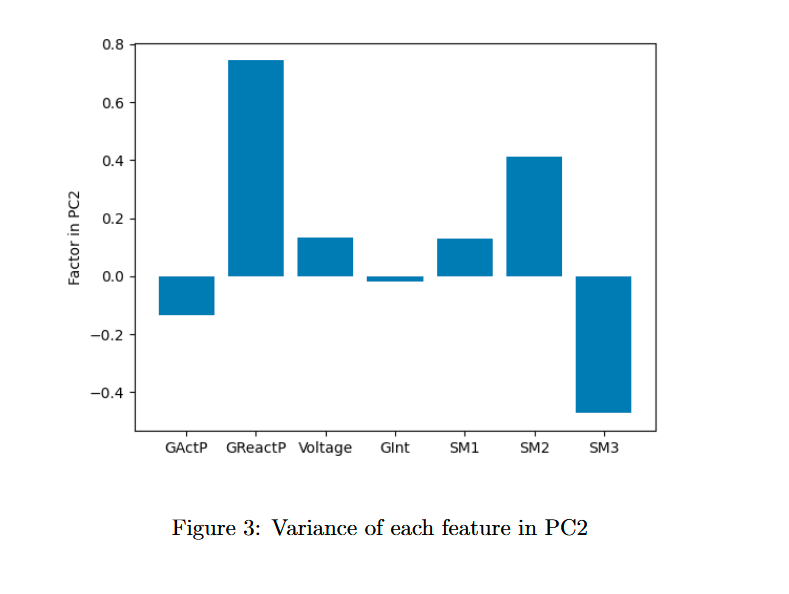 0.8
0.6
0.4
0.2
0.0
−0.2
−0.4
Factor in PC2
GActP GReactP Voltage GInt SM1 SM2 SM3
Figure 3: Variance of each feature in PC2